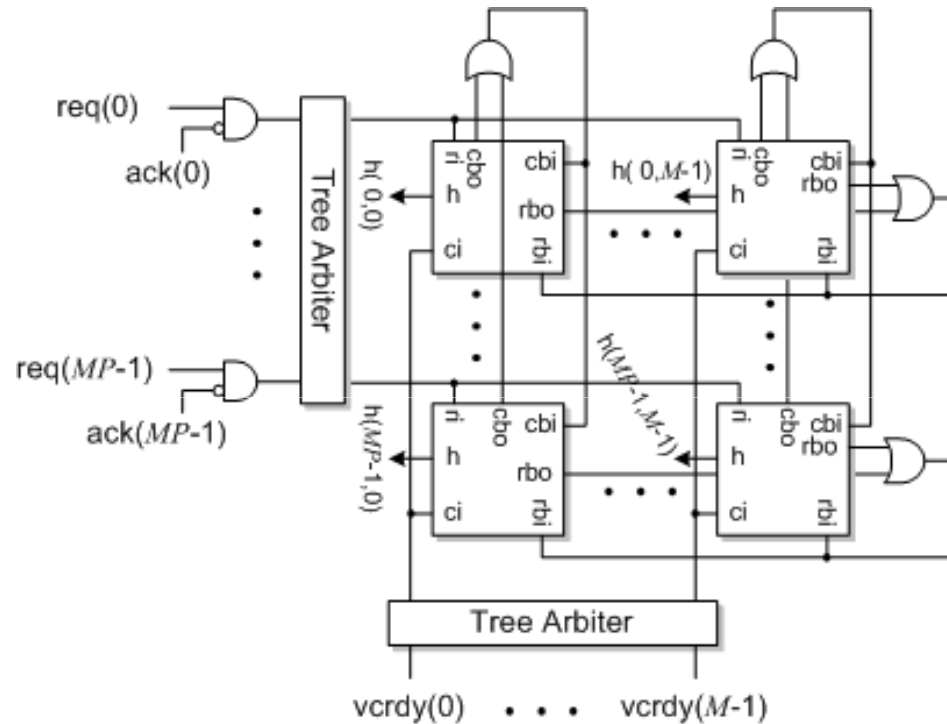 req(0)
ack(0)
Tree Arbiter
req(MP-1)
ack(MP-1)
h( 0,0)
ri
cbo
cbi
h
rbo
ci
rbi
h( 0,M-1)
ri
cbo
cbi
rbo
h
ci
rbi
h(MP-1,0)
ri
cbo
cbi
h
rbo
ci
rbi
h(MP-1,M-1)
ri
cbo
cbi
rbo
h
ci
rbi
Tree Arbiter
vcrdy(0) • • • vcrdy(M-1)